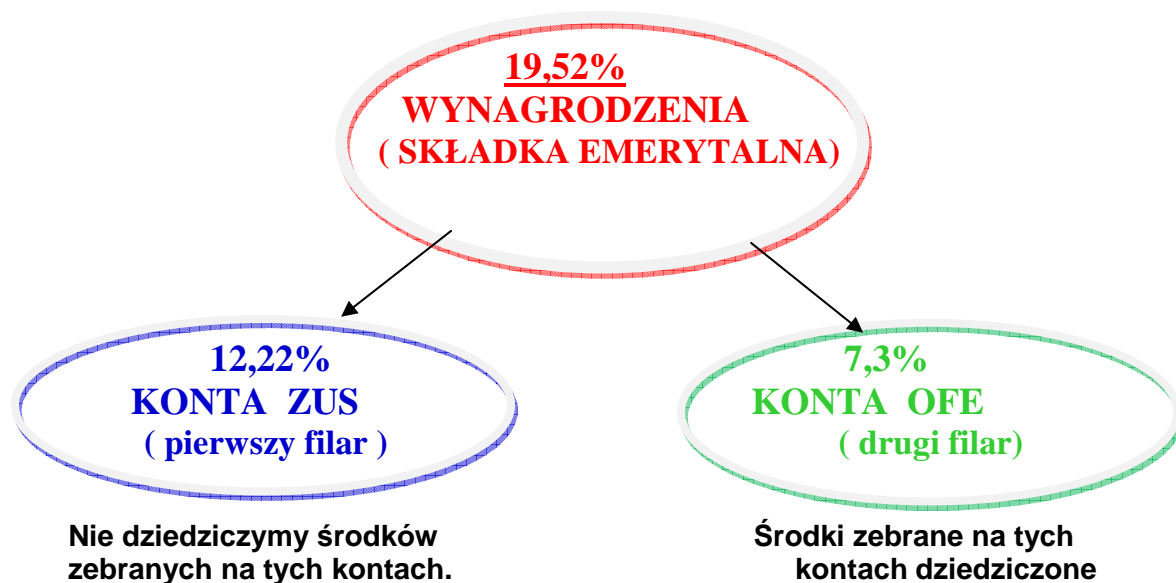 19,52%
WYNAGRODZENIA
( SKŁADKA EMERYTALNA)
12,22%
KONTA ZUS
( pierwszy filar )
7,3%
KONTA OFE
( drugi filar)
Nie dziedziczymy środków
zebranych na tych kontach.
Środki zebrane na tych
kontach dziedziczone